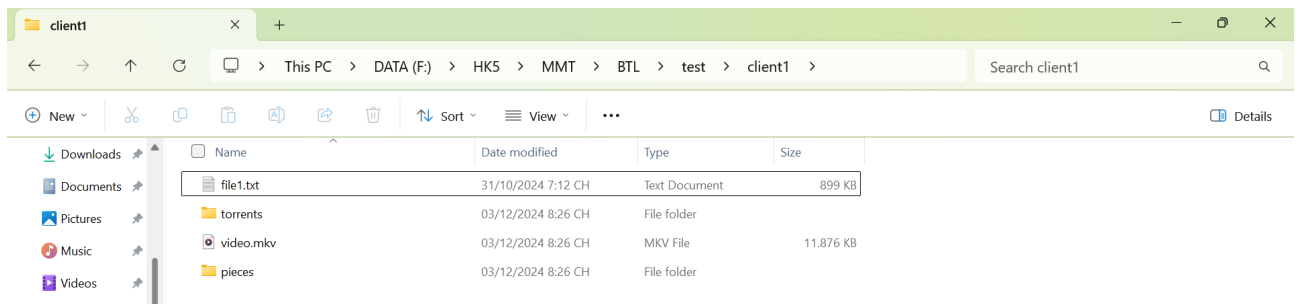 client1
This PC > DATA (F:) > HK5 > MMT > BTL > test > client1 > Search client1
New Sort View ••• Details
Downloads Name Date modified Type Size
Documents file1.txt 31/10/2024 7:12 CH Text Document 899 KB
Pictures torrents 03/12/2024 8:26 CH File folder
Music video.mkv 03/12/2024 8:26 CH MKV File 11.876 KB
Videos pieces 03/12/2024 8:26 CH File folder